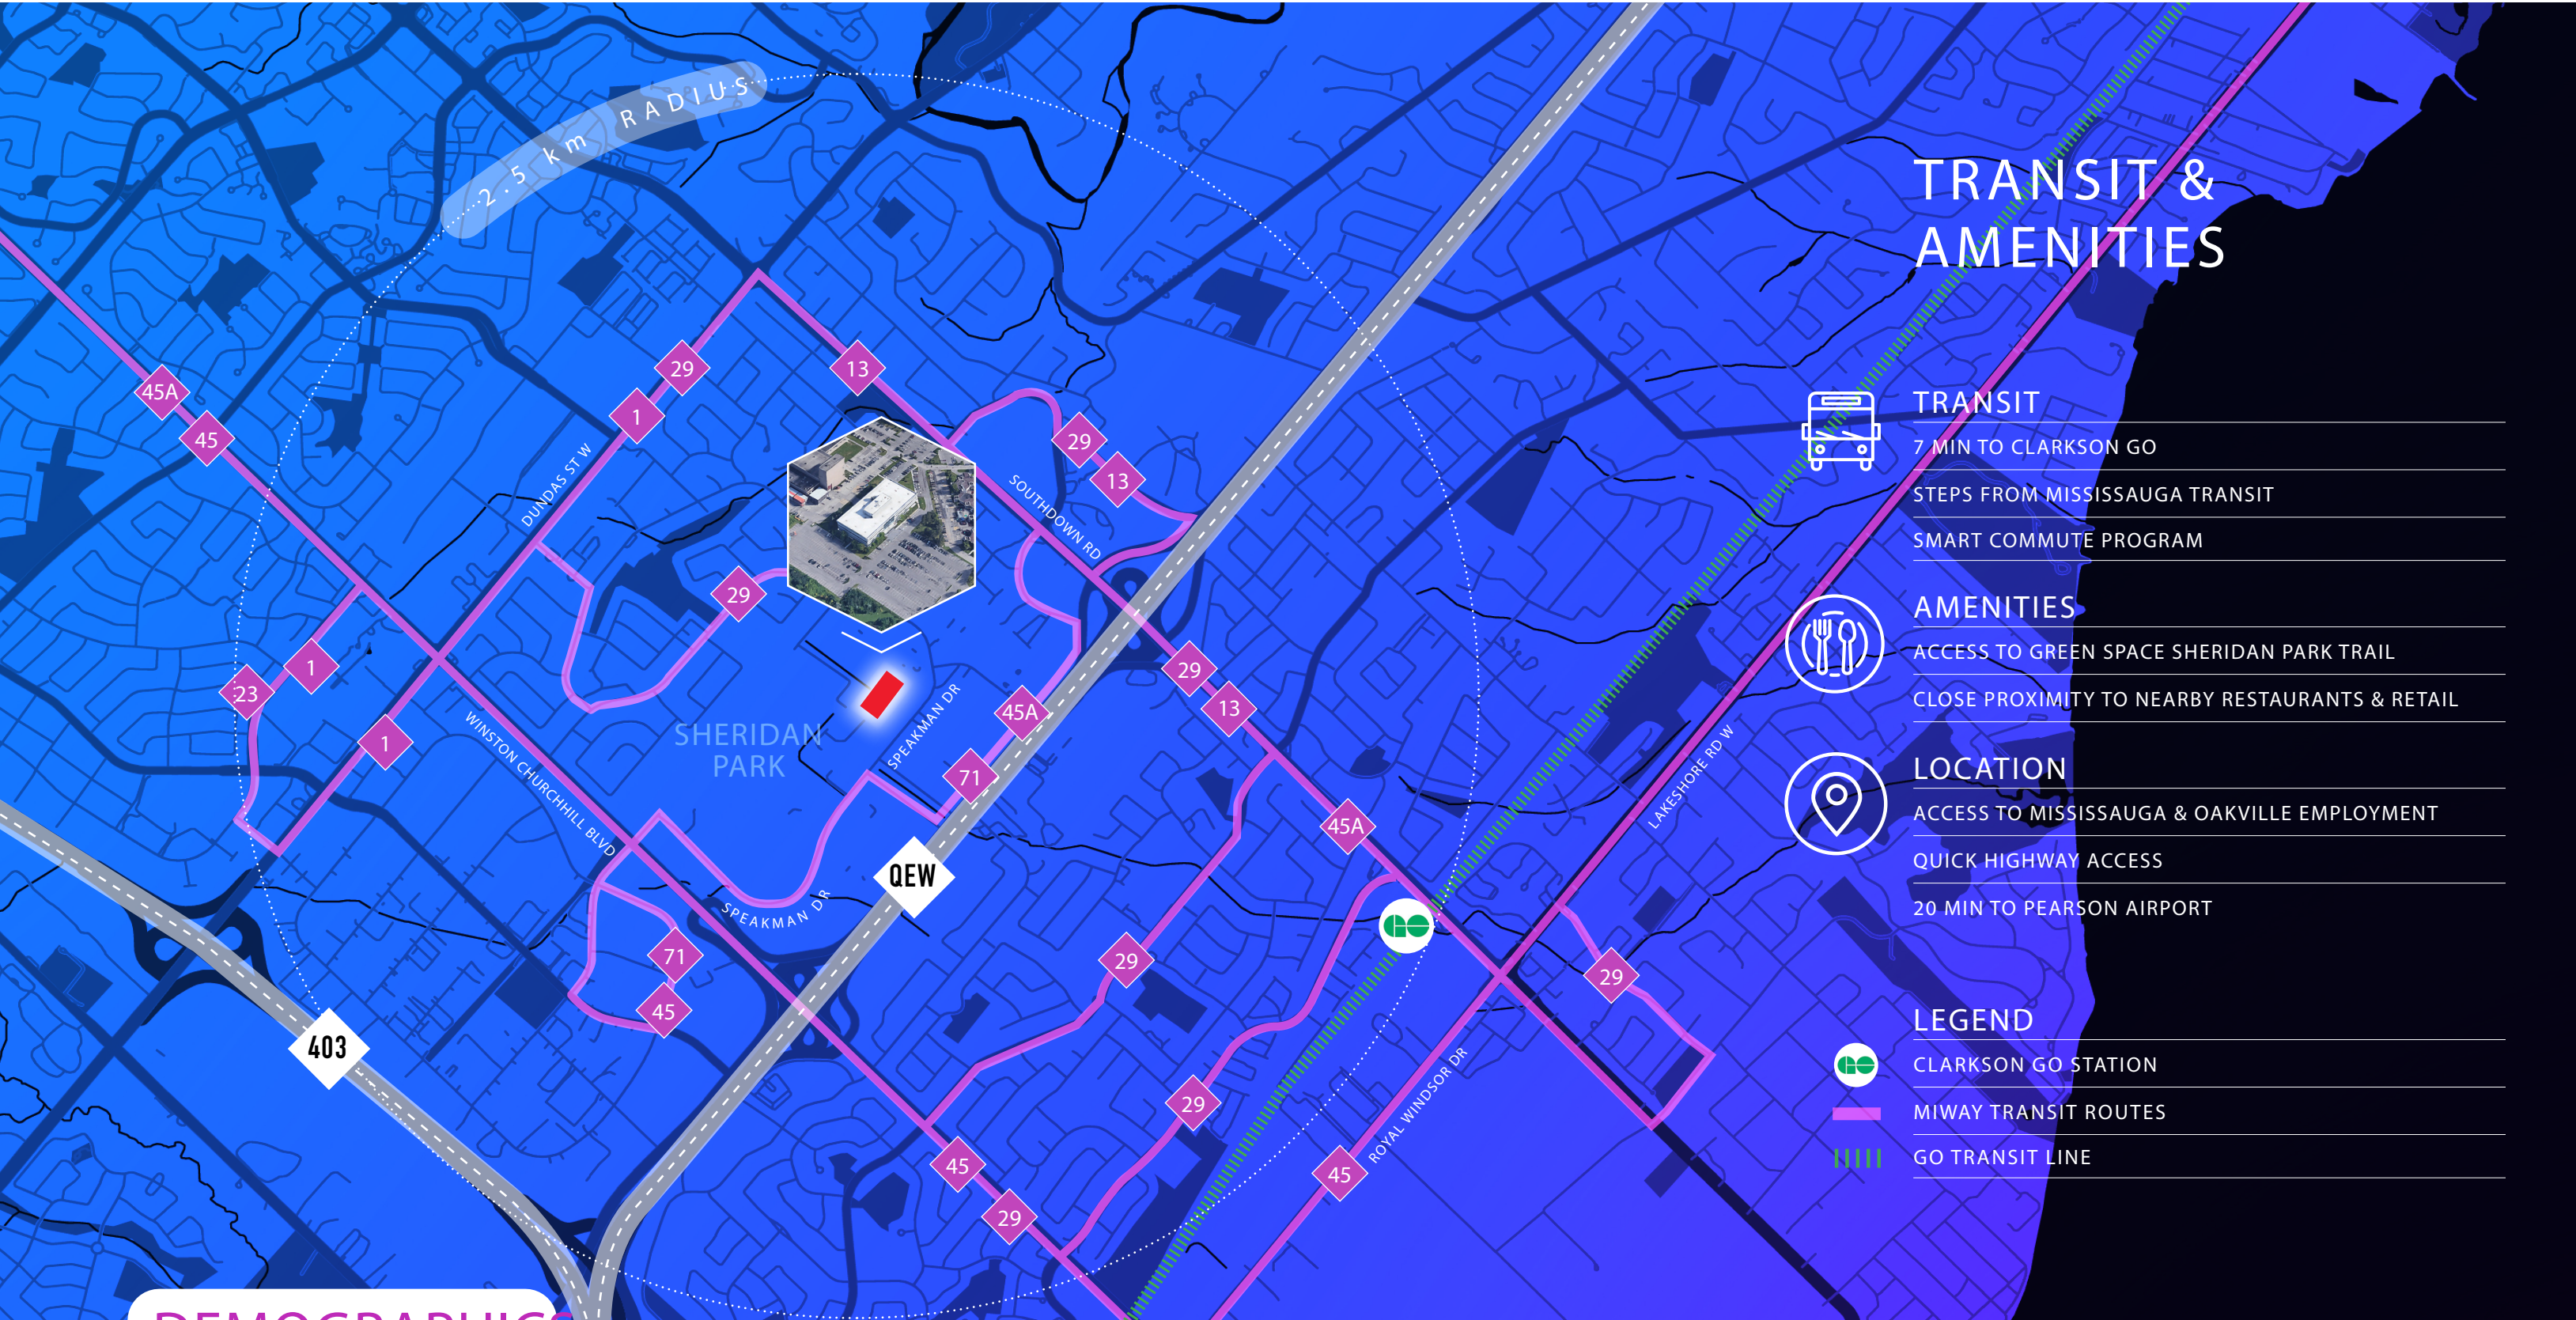 2.5 km RADIUS
TRANSIT &
AMENITIES
29
13
45A
1
TRANSIT
45
29
7 MIN TO CLARKSON GO
DUNDAS ST W
13
STEPS FROM MISSISSAUGA TRANSIT
SOUTHDOWN RD
SMART COMMUTE PROGRAM
29
AMENITIES
1
29
ACCESS TO GREEN SPACE SHERIDAN PARK TRAIL
23
13
CLOSE PROXIMITY TO NEARBY RESTAURANTS & RETAIL
45A
SPEAKMAN DR
1
SHERIDAN
PARK
WINSTON CHURCHHILL BLVD
71
LAKESHORE RD W
LOCATION
45A
ACCESS TO MISSISSAUGA & OAKVILLE EMPLOYMENT
QEW
QUICK HIGHWAY ACCESS
SPEAKMAN DR
GO
20 MIN TO PEARSON AIRPORT
71
29
29
45
LEGEND
403
GO
CLARKSON GO STATION
29
ROYAL WINDSOR DR
MIWAY TRANSIT ROUTES
45
45
GO TRANSIT LINE
29
DEMOGRAPHICS